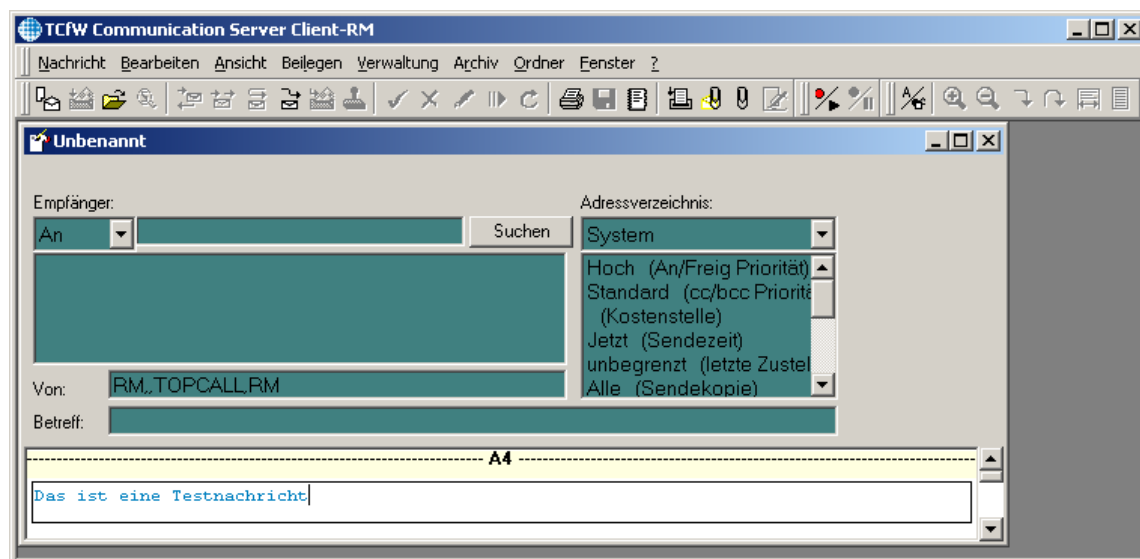 TCfW Communication Server Client-RM
Nachricht Bearbeiten Ansicht Beilegen Verwaltung Archiv Ordner Fenster ?
Unbenannt
Empfänger:
Adressverzeichnis:
An
Suchen
System
Hoch (An/Freig Priorität)
Standard (cc/bcc Prioritä
(Kostenstelle)
Jetzt (Sendezeit)
unbegrenzt (letzte Zustel
Alle (Sendekopie)
Von:
RM,,TOPCALL,RM
Betreff:
A4
Das ist eine Testnachricht